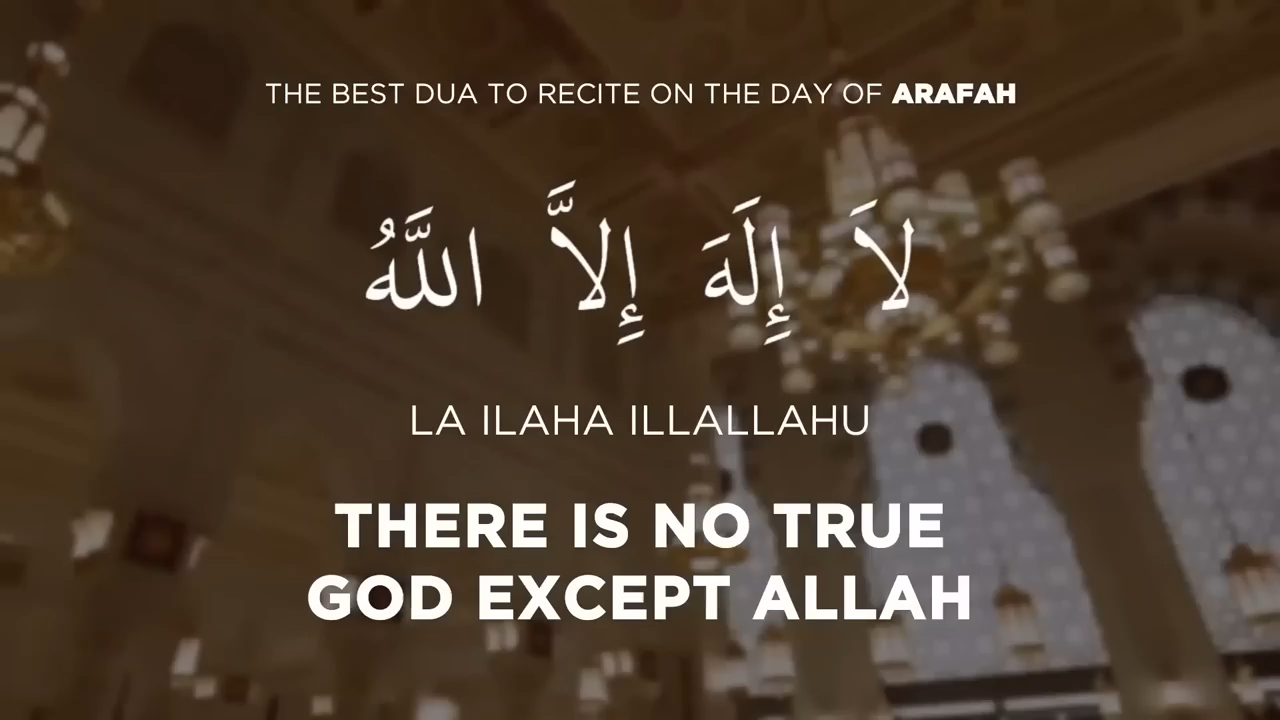 THE BEST DUA TO RECITE ON THE DAY OF ARAFAH
لاَ إِلَهَ إِلاَّ اللَّهُ
LA ILAHA ILLALLAHU
THERE IS NO TRUE
GOD EXCEPT ALLAH